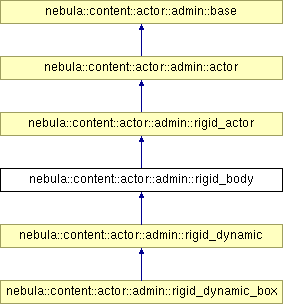 nebula::content::actor::admin::base
nebula::content::actor::admin::actor
nebula::content::actor::admin::rigid_actor
nebula::content::actor::admin::rigid_body
nebula::content::actor::admin::rigid_dynamic
nebula::content::actor::admin::rigid_dynamic_box